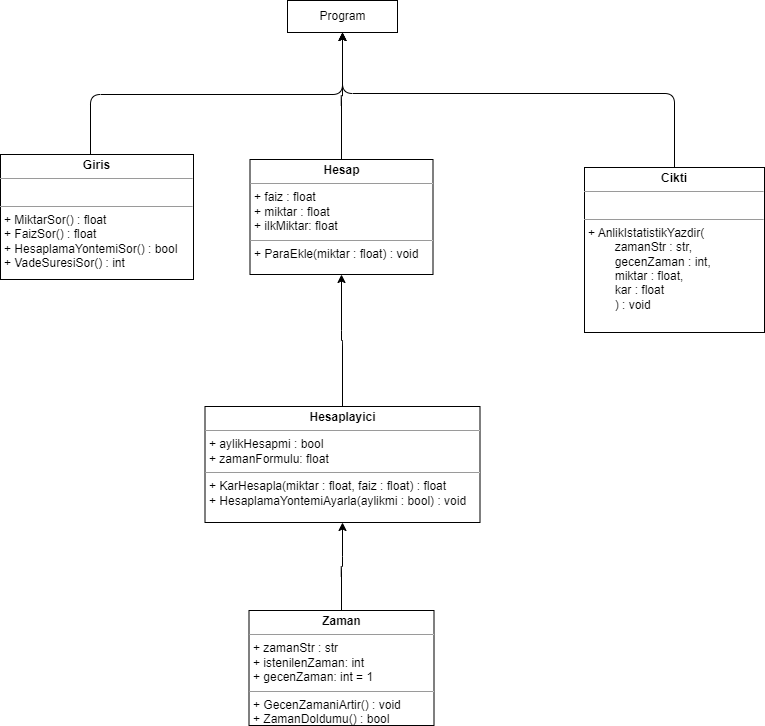 Program
Giris
+ MiktarSor() : float
+ FaizSor() : float
+ HesaplamaYontemiSor() : bool
+ VadeSuresiSor() : int
Hesap
+ faiz : float
+ miktar : float
+ ilkMiktar: float
+ ParaEkle(miktar : float) : void
Cikti
+ AnlikIstatistikYazdir(
zamanStr : str,
gecenZaman : int,
miktar : float,
kar : float
) : void
Hesaplayici
+ aylikHesapmi : bool
+ zamanFormulu: float
+ KarHesapla(miktar : float, faiz : float) : float
+ HesaplamaYontemiAyarla(aylikmi : bool) : void
Zaman
+ zamanStr : str
+ istenilenZaman: int
+ gecenZaman: int = 1
+ GecenZamaniArtir() : void
+ ZamanDoldumu() : bool